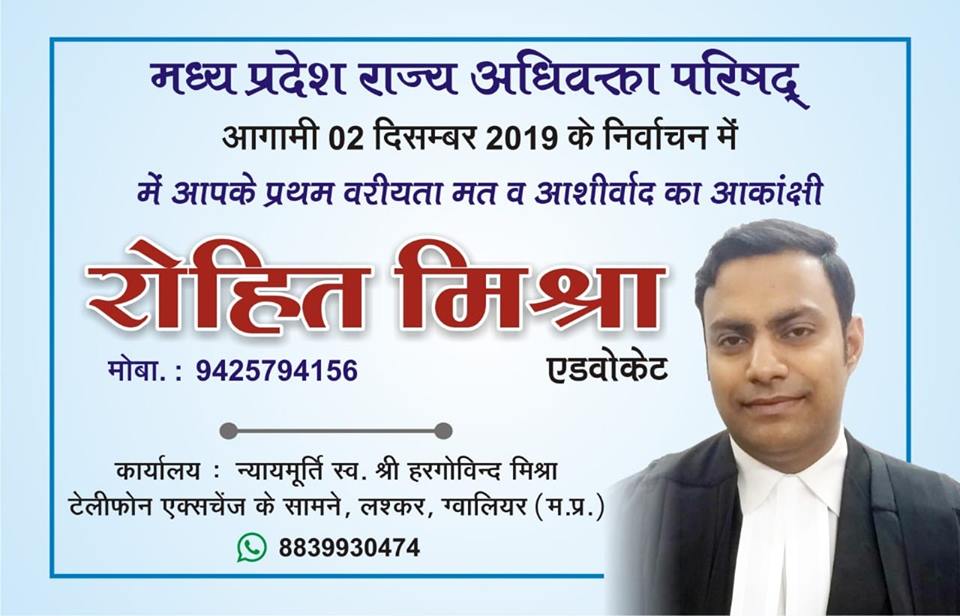 मध्य प्रदेश राज्य अधिवक्ता परिषद्
आगामी 02 दिसम्बर 2019 के निर्वाचन में
में आपके प्रथम वरीयता मत व आशीर्वाद का आकांक्षी
रोहित मिश्रा
मोबा. : 9425794156 एडवोकेट
कार्यालय : न्यायमूर्ति स्व. श्री हरगोविन्द मिश्रा
टेलीफोन एक्सचेंज के सामने, लश्कर, ग्वालियर (म.प्र.)
8839930474